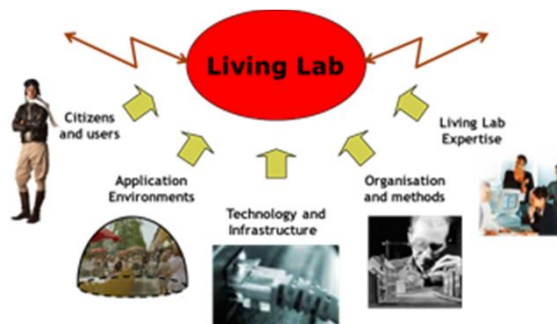 Living Lab
Citizens
and users
Application
Environments
Technology and
Infrastructure
Organisation
and methods
Living Lab
Expertise